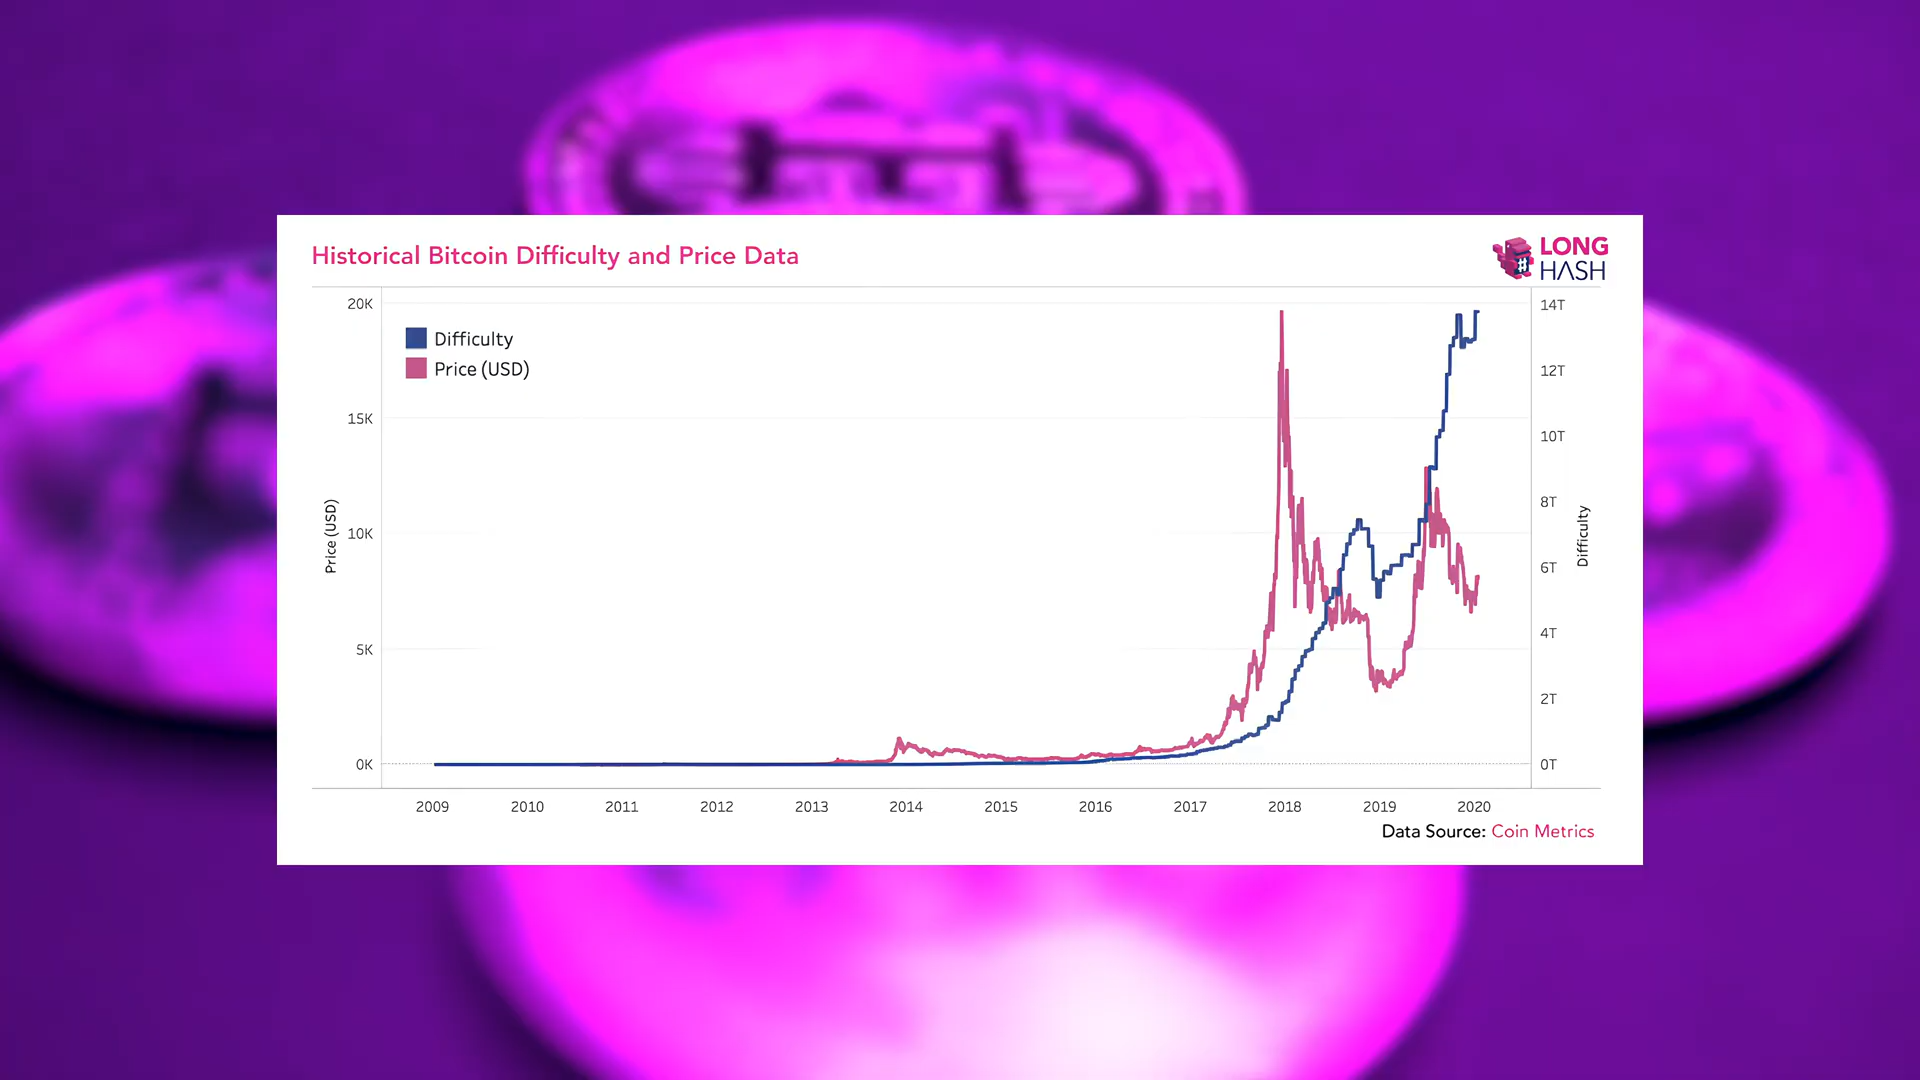 Historical Bitcoin Difficulty and Price Data
LONG
HΛSH
20K
15K
10K
5K
0K
Price (USD)
Difficulty
Price (USD)
14T
12T
10T
8T
6T
4T
2T
0T
Difficulty
2009 2010 2011 2012 2013 2014 2015 2016 2017 2018 2019 2020
Data Source: Coin Metrics